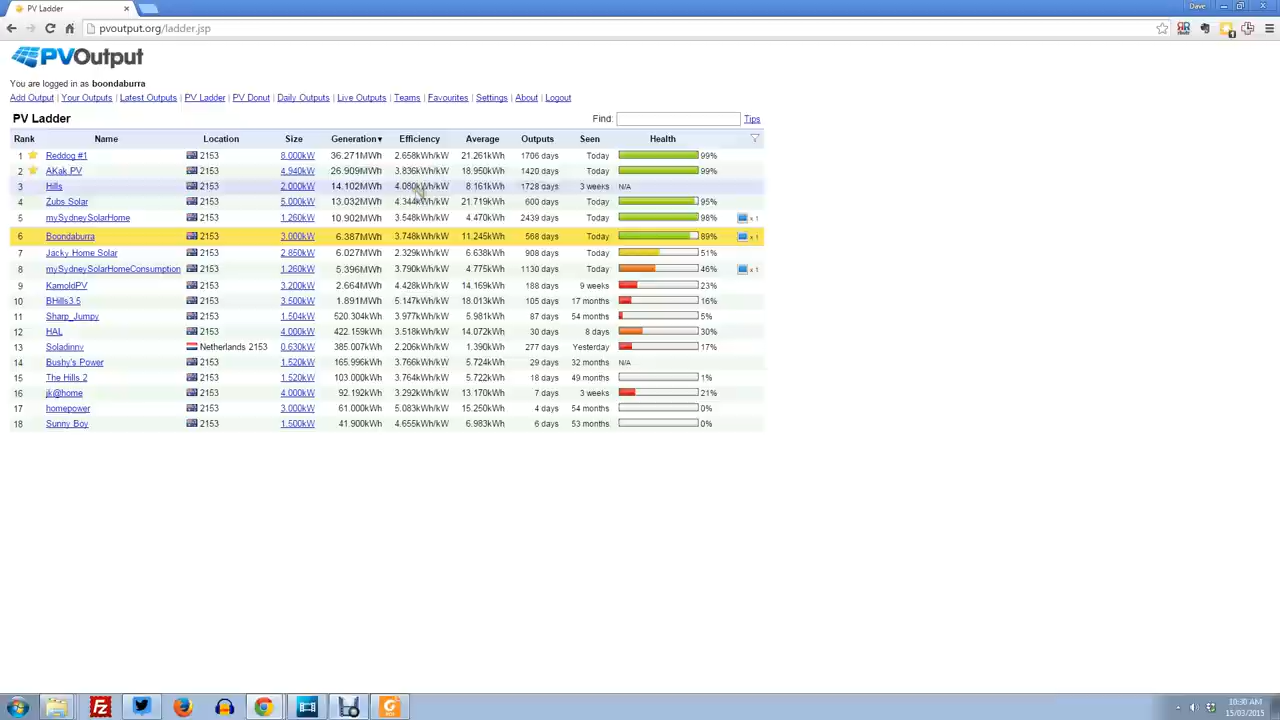 PV Ladder
Dave
pvoutput.org/ladder.jsp
PVOutput
You are logged in as boondaburra
Add Output | Your Outputs | Latest Outputs | PV Ladder | PV Donut | Daily Outputs | Live Outputs | Teams | Favourites | Settings | About | Logout
PV Ladder Find: Tips
Rank Name Location Size Generation▼ Efficiency Average Outputs Seen Health
1 Reddog #1 2153 8.000kW 36.271MWh 2.658kWh/kW 21.261kWh 1706 days Today 99%
2 AKak PV 2153 4.940kW 26.909MWh 3.836kWh/kW 18.950kWh 1420 days Today 99%
3 Hills 2153 2.000kW 14.102MWh 4.080kWh/kW 8.161kWh 1728 days 3 weeks N/A
4 Zubs Solar 2153 5.000kW 13.032MWh 4.344kWh/kW 21.719kWh 600 days Today 95%
5 mySydneySolarHome 2153 1.260kW 10.902MWh 3.548kWh/kW 4.470kWh 2439 days Today 98% x 1
6 Boondaburra 2153 3.000kW 6.387MWh 3.748kWh/kW 11.245kWh 568 days Today 89% x 1
7 Jacky Home Solar 2153 2.850kW 6.027MWh 2.329kWh/kW 6.638kWh 908 days Today 51%
8 mySydneySolarHomeConsumption 2153 1.260kW 5.396MWh 3.790kWh/kW 4.775kWh 1130 days Today 46% x 1
9 KamoldPV 2153 3.200kW 2.664MWh 4.428kWh/kW 14.169kWh 188 days 9 weeks 23%
10 BHills3.5 2153 3.500kW 1.891MWh 5.147kWh/kW 18.013kWh 105 days 17 months 16%
11 Sharp_Jumpy 2153 1.504kW 520.304kWh 3.977kWh/kW 5.981kWh 87 days 54 months 5%
12 HAL 2153 4.000kW 422.159kWh 3.518kWh/kW 14.072kWh 30 days 8 days 30%
13 Soladinny Netherlands 2153 0.630kW 385.007kWh 2.206kWh/kW 1.390kWh 277 days Yesterday 17%
14 Bushy's Power 2153 1.520kW 165.996kWh 3.766kWh/kW 5.724kWh 29 days 32 months N/A
15 The Hills 2 2153 1.520kW 103.000kWh 3.764kWh/kW 5.722kWh 18 days 49 months 1%
16 jk@home 2153 4.000kW 92.192kWh 3.292kWh/kW 13.170kWh 7 days 3 weeks 21%
17 homepower 2153 3.000kW 61.000kWh 5.083kWh/kW 15.250kWh 4 days 54 months 0%
18 Sunny Boy 2153 1.500kW 41.900kWh 4.655kWh/kW 6.983kWh 6 days 53 months 0%
15/03/2015